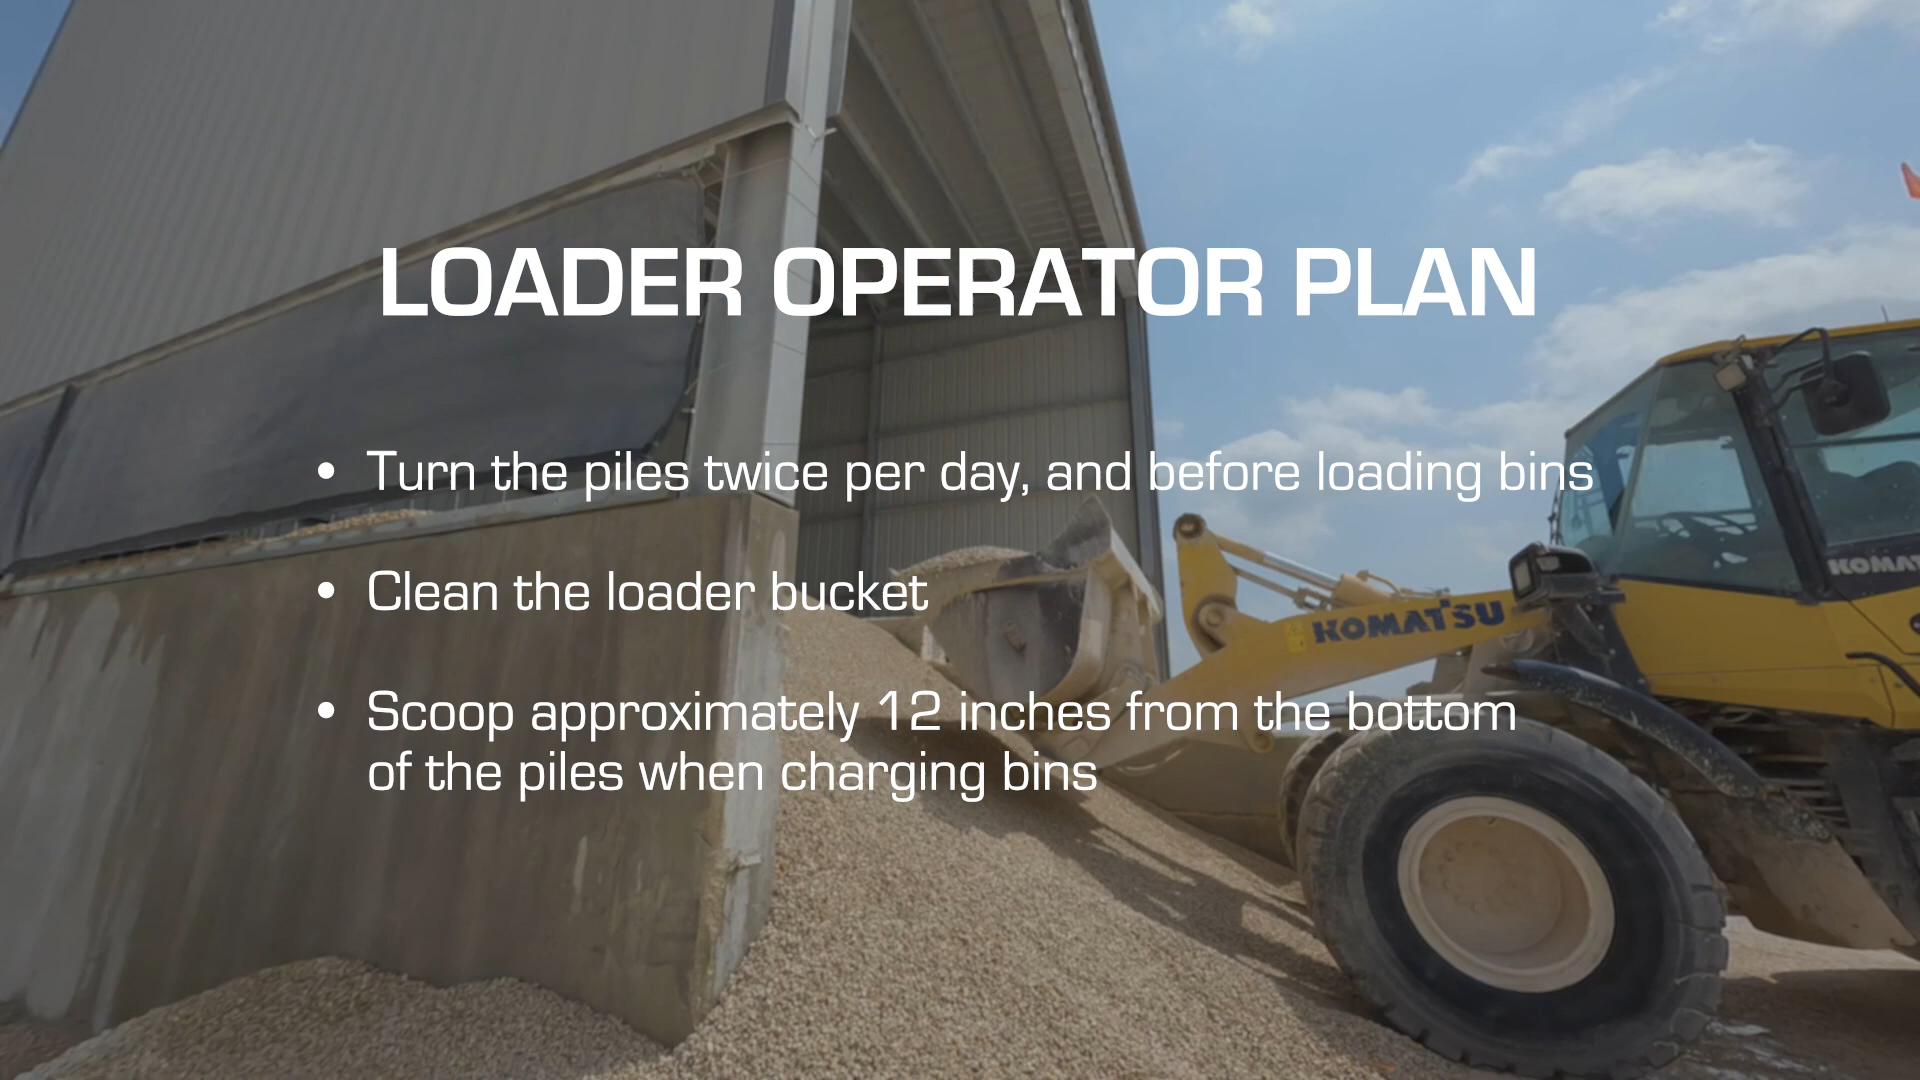 LOADER OPERATOR PLAN
• Turn the piles twice per day, and before loading bins
• Clean the loader bucket
• Scoop approximately 12 inches from the bottom
of the piles when charging bins
KOMATSU